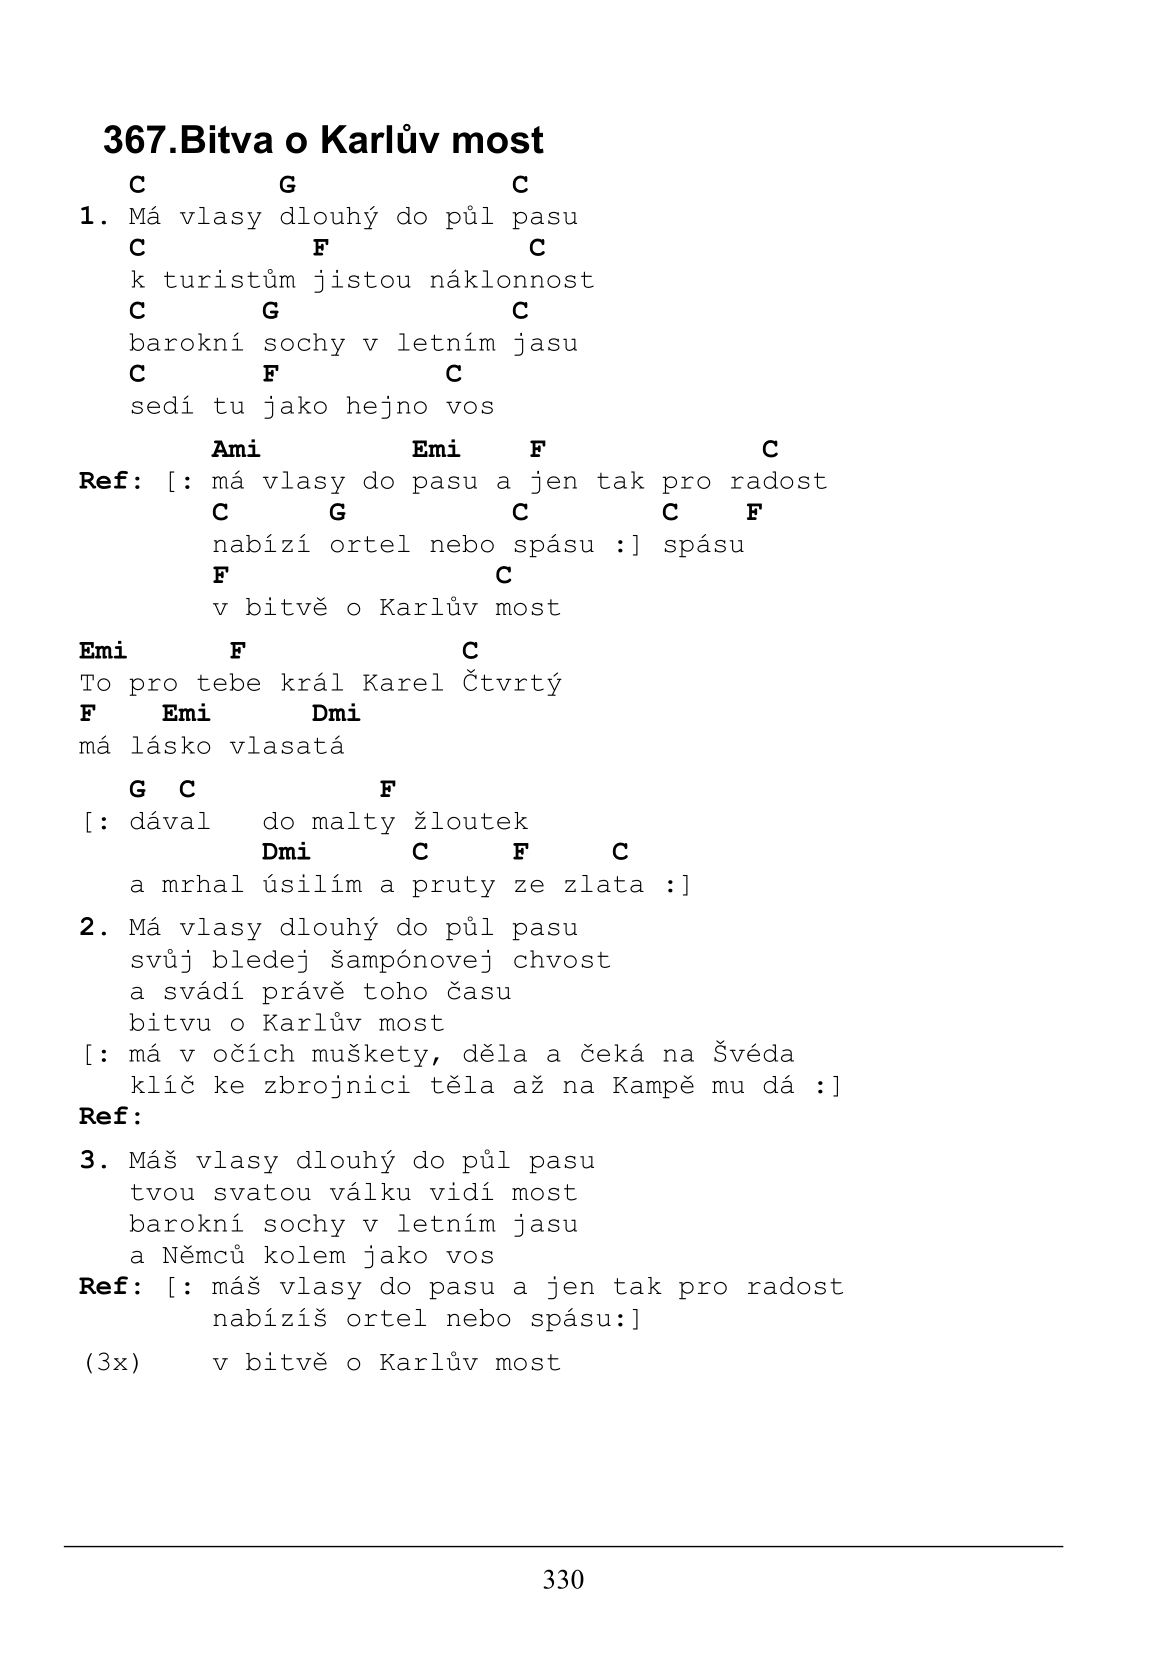 367.Bitva o Karlův most
C G C
1. Má vlasy dlouhý do půl pasu
C F C
k turistům jistou náklonnost
C G C
barokní sochy v letním jasu
C F C
sedí tu jako hejno vos
Ami Emi F C
Ref: [: má vlasy do pasu a jen tak pro radost
C G C C F
nabízí ortel nebo spásu :] spásu
F C
v bitvě o Karlův most
Emi F C
To pro tebe král Karel Čtvrtý
F Emi Dmi
má lásko vlasatá
G C F
[: dával do malty žloutek
Dmi C F C
a mrhal úsilím a pruty ze zlata :]
2. Má vlasy dlouhý do půl pasu
svůj bledej šampónovej chvost
a svádí právě toho času
bitvu o Karlův most
[: má v očích muškety, děla a čeká na Švéda
klíč ke zbrojnici těla až na Kampě mu dá :]
Ref:
3. Máš vlasy dlouhý do půl pasu
tvou svatou válku vidí most
barokní sochy v letním jasu
a Němců kolem jako vos
Ref: [: máš vlasy do pasu a jen tak pro radost
nabízíš ortel nebo spásu:]
(3x) v bitvě o Karlův most
330